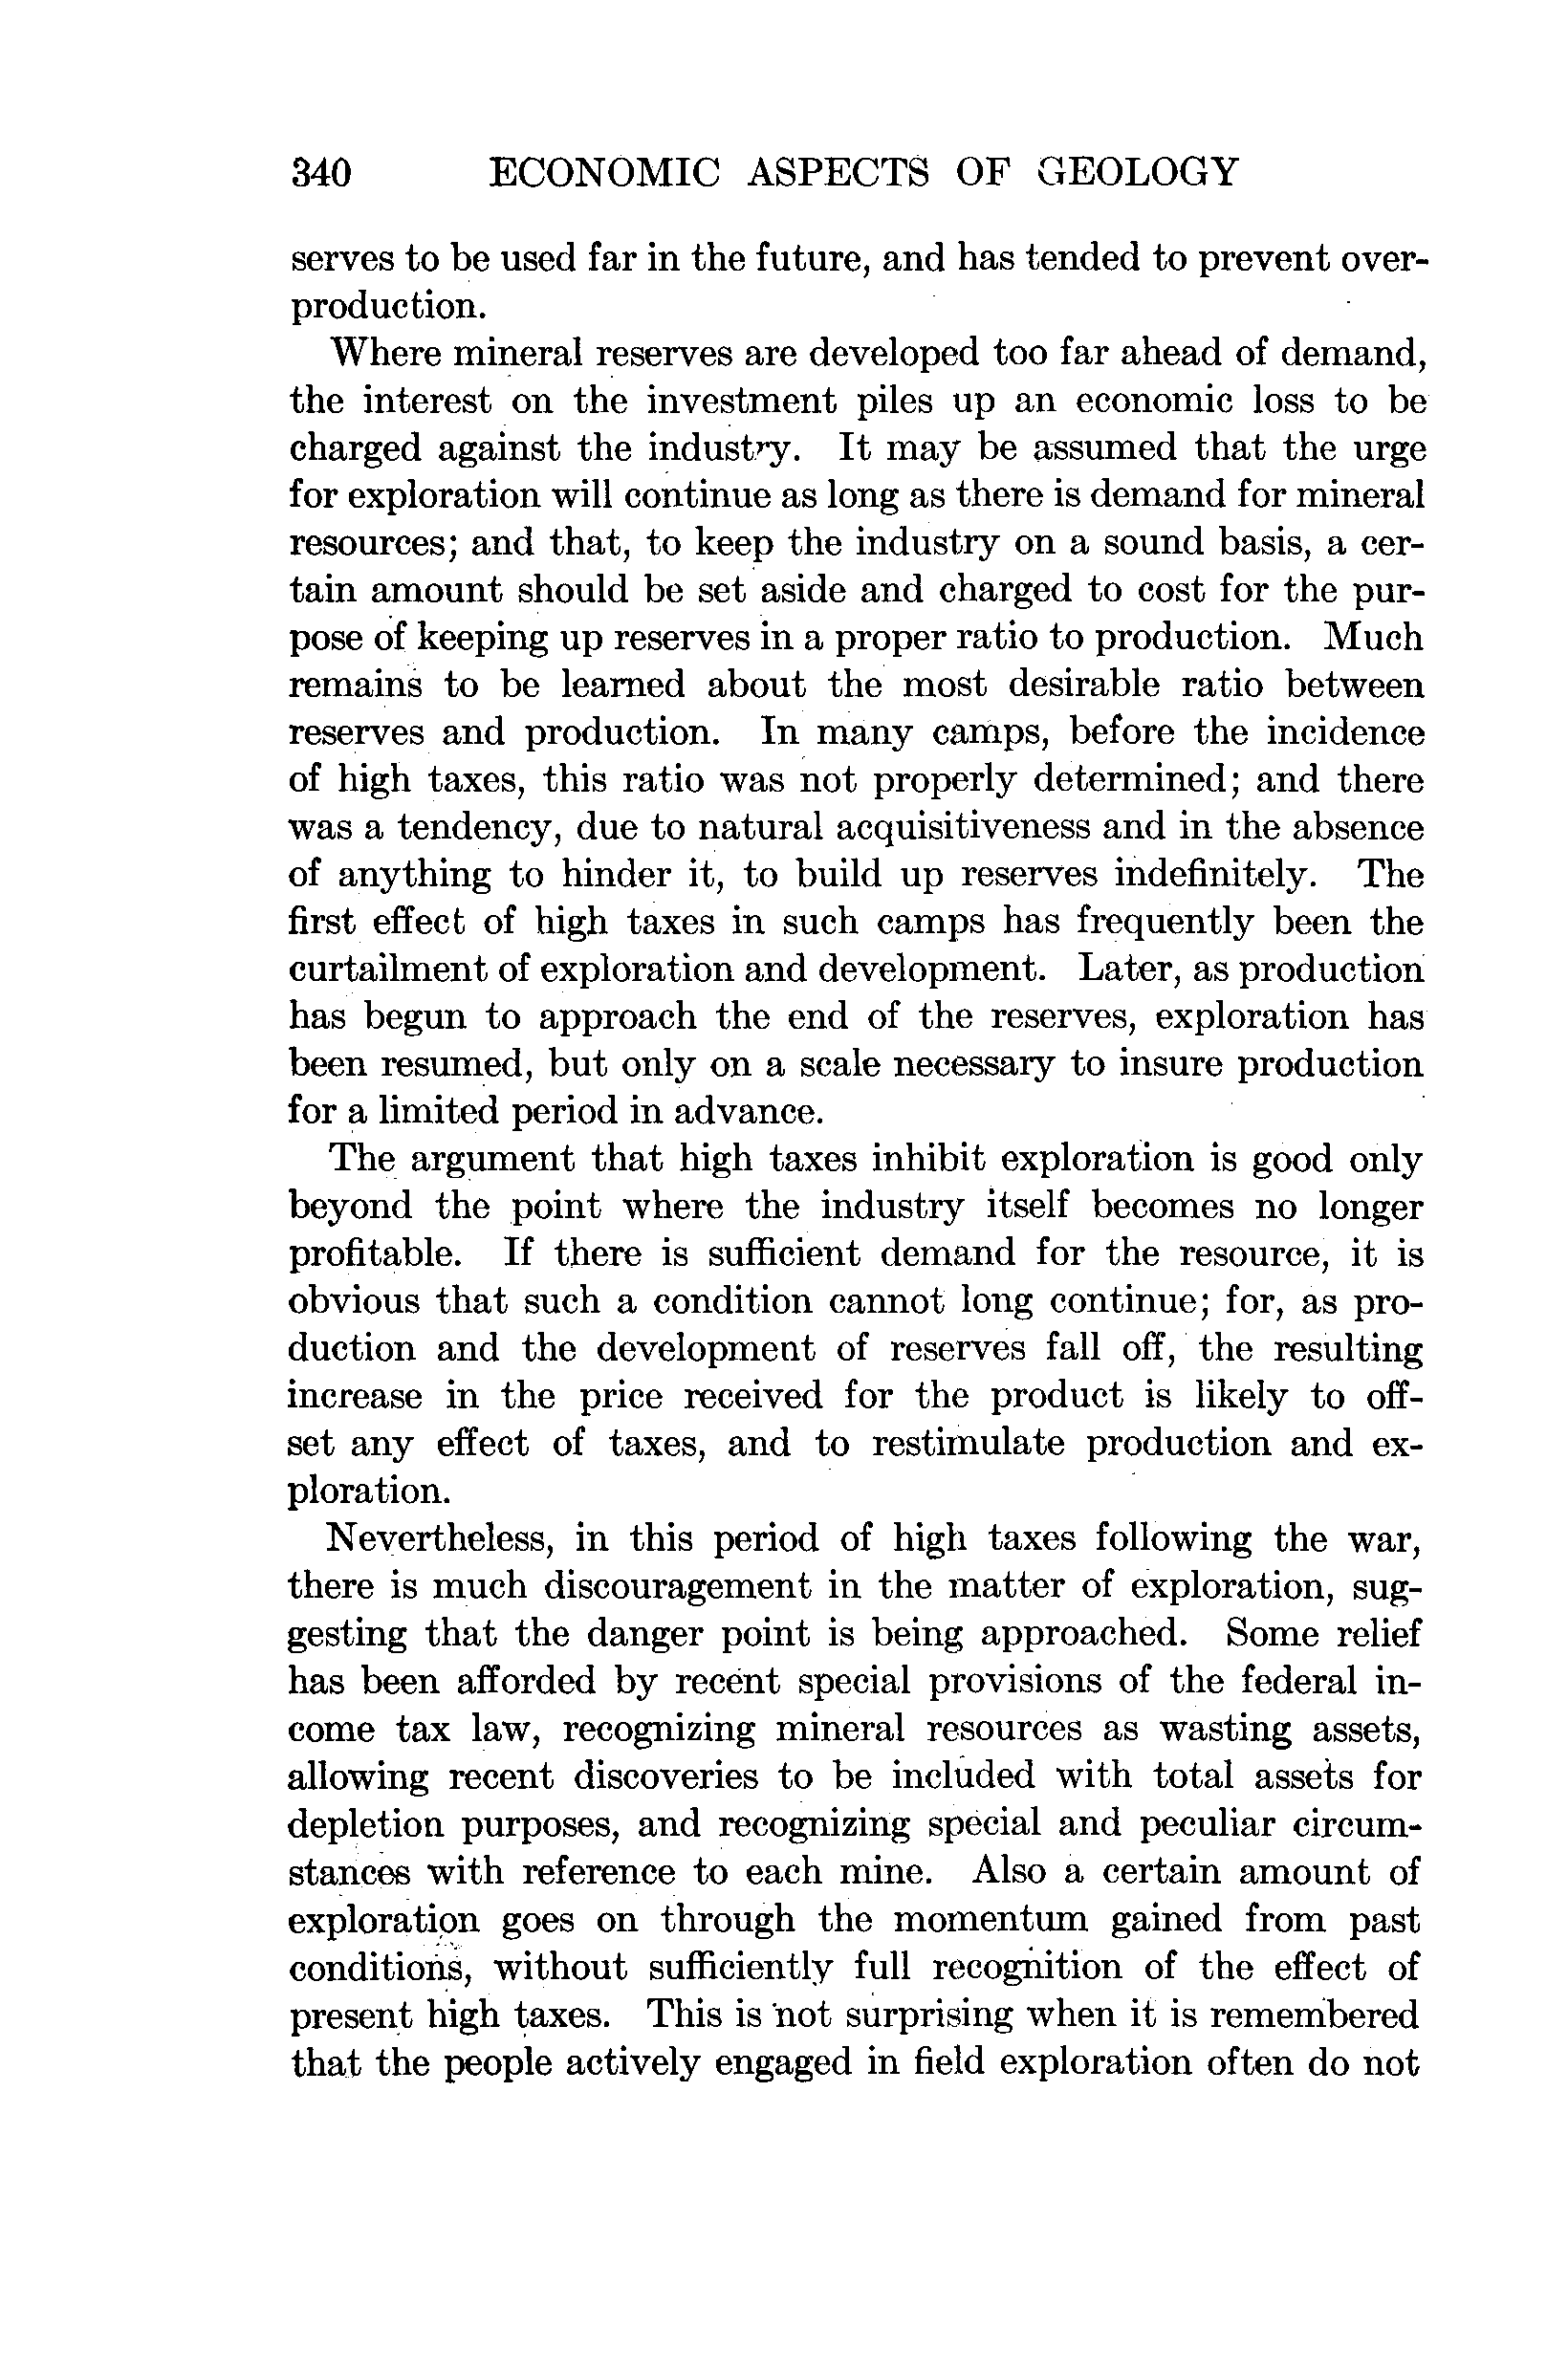 340 ECONOMIC ASPECTS OF GEOLOGY
serves to be used far in the future, and has tended to prevent over-
production.
Where mineral reserves are developed too far ahead of demand,
the interest on the investment piles up an economic loss to be
charged against the industry. It may be assumed that the urge
for exploration will continue as long as there is demand for mineral
resources; and that, to keep the industry on a sound basis, a cer-
tain amount should be set aside and charged to cost for the pur-
pose of keeping up reserves in a proper ratio to production. Much
remains to be learned about the most desirable ratio between
reserves and production. In many camps, before the incidence
of high taxes, this ratio was not properly determined; and there
was a tendency, due to natural acquisitiveness and in the absence
of anything to hinder it, to build up reserves indefinitely. The
first effect of high taxes in such camps has frequently been the
curtailment of exploration and development. Later, as production
has begun to approach the end of the reserves, exploration has
been resumed, but only on a scale necessary to insure production
for a limited period in advance.
The argument that high taxes inhibit exploration is good only
beyond the point where the industry itself becomes no longer
profitable. If there is sufficient demand for the resource, it is
obvious that such a condition cannot long continue; for, as pro-
duction and the development of reserves fall off, the resulting
increase in the price received for the product is likely to off-
set any effect of taxes, and to restimulate production and ex-
ploration.
Nevertheless, in this period of high taxes following the war,
there is much discouragement in the matter of exploration, sug-
gesting that the danger point is being approached. Some relief
has been afforded by recent special provisions of the federal in-
come tax law, recognizing mineral resources as wasting assets,
allowing recent discoveries to be included with total assets for
depletion purposes, and recognizing special and peculiar circum-
stances with reference to each mine. Also a certain amount of
exploration goes on through the momentum gained from past
conditions, without sufficiently full recognition of the effect of
present high taxes. This is not surprising when it is remembered
that the people actively engaged in field exploration often do not